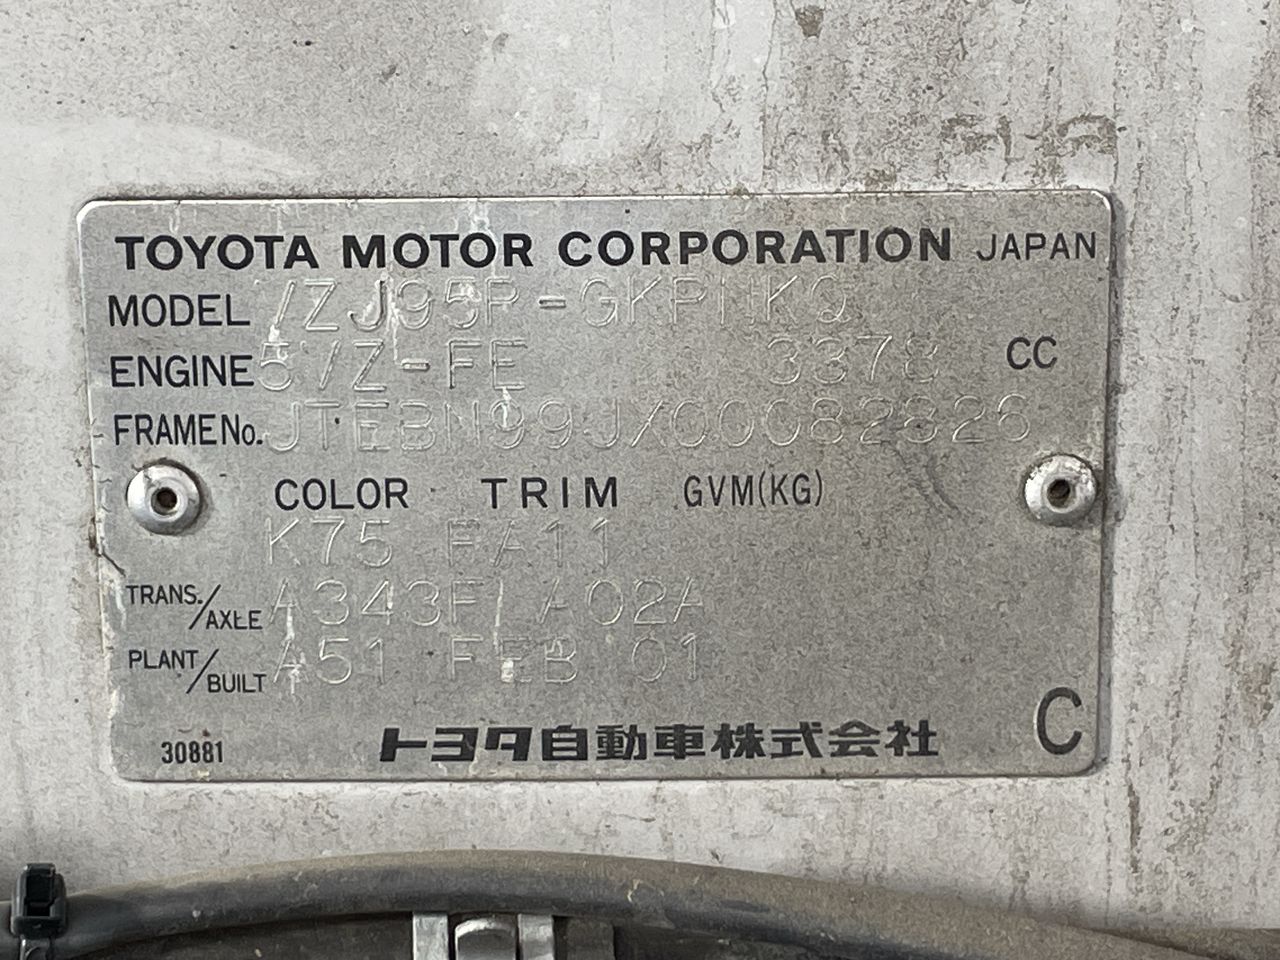 TOYOTA MOTOR CORPORATION JAPAN
MODEL VZJ95R-GKPNKQ
ENGINE 5VZ-FE 3378 CC
FRAME No. JTEBN99J/00082826
COLOR TRIM GVM(KG)
K75 FA11
TRANS./AXLE A343F A02A
PLANT/BUILT A51 FEB 01
30881 トヨタ自動車株式会社 C